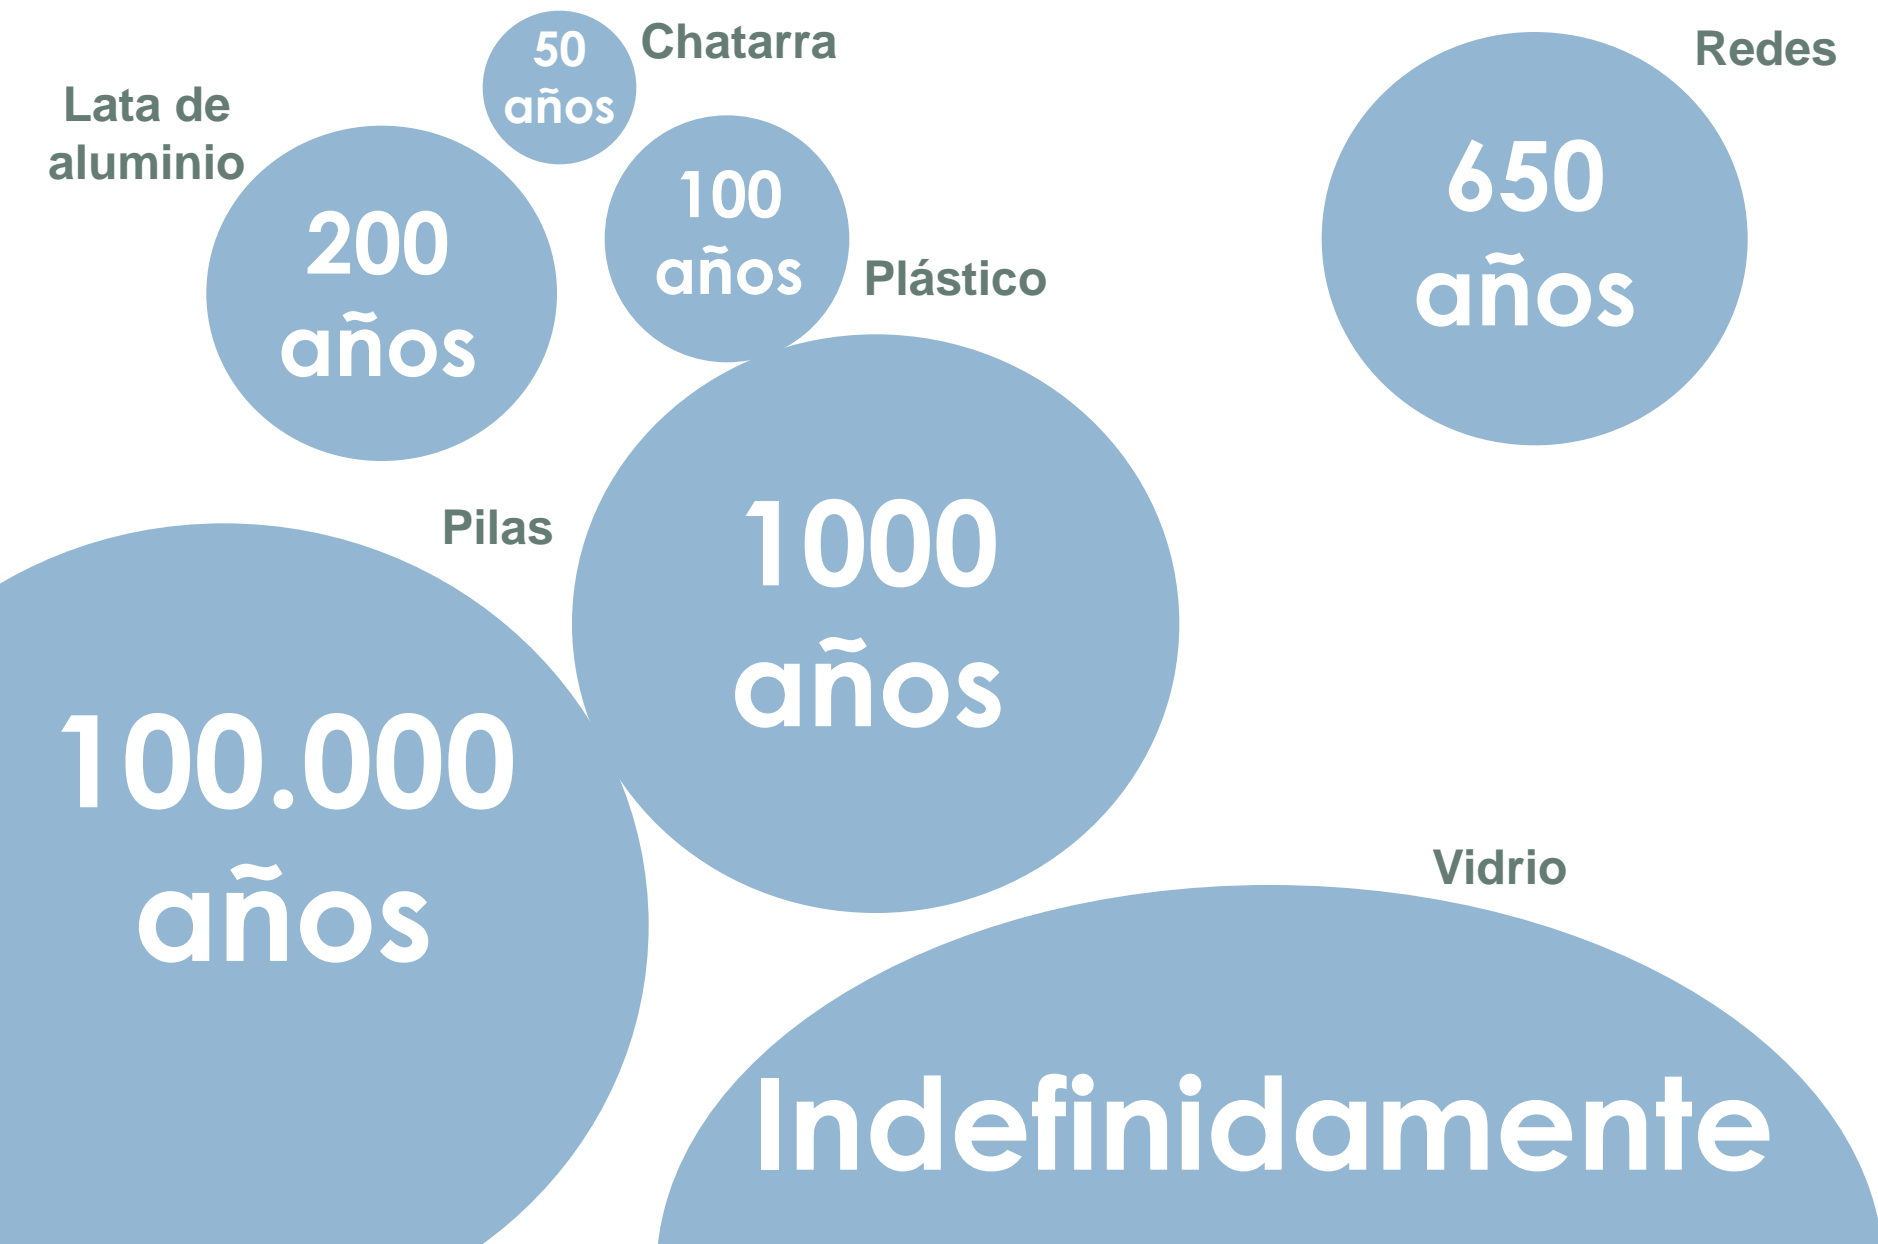 50
años
Chatarra
Redes
Lata de
aluminio
200
años
100
años
Plástico
650
años
Pilas
1000
años
100.000
años
Vidrio
Indefinidamente